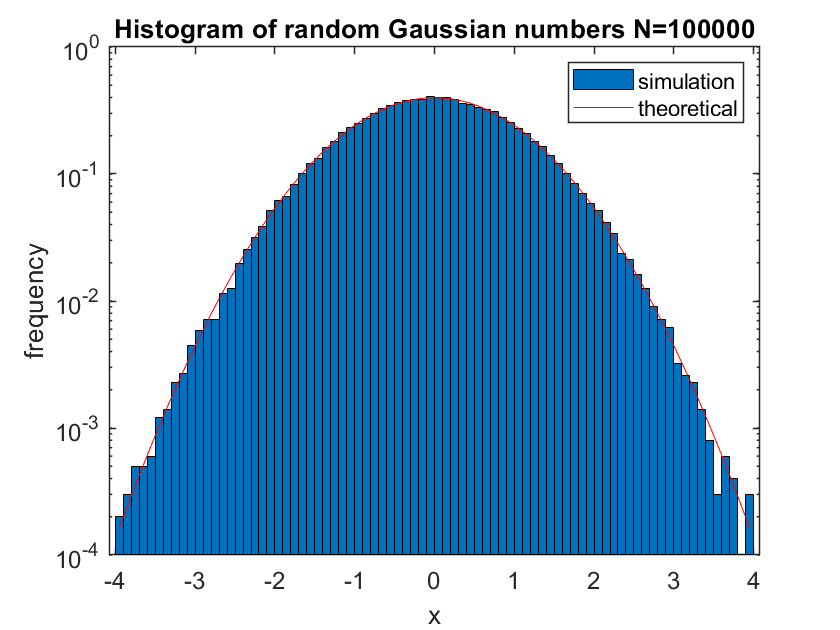 Histogram of random Gaussian numbers N=100000
simulation
theoretical
10^0
10^-1
10^-2
10^-3
10^-4
frequency
-4 -3 -2 -1 0 1 2 3 4
x